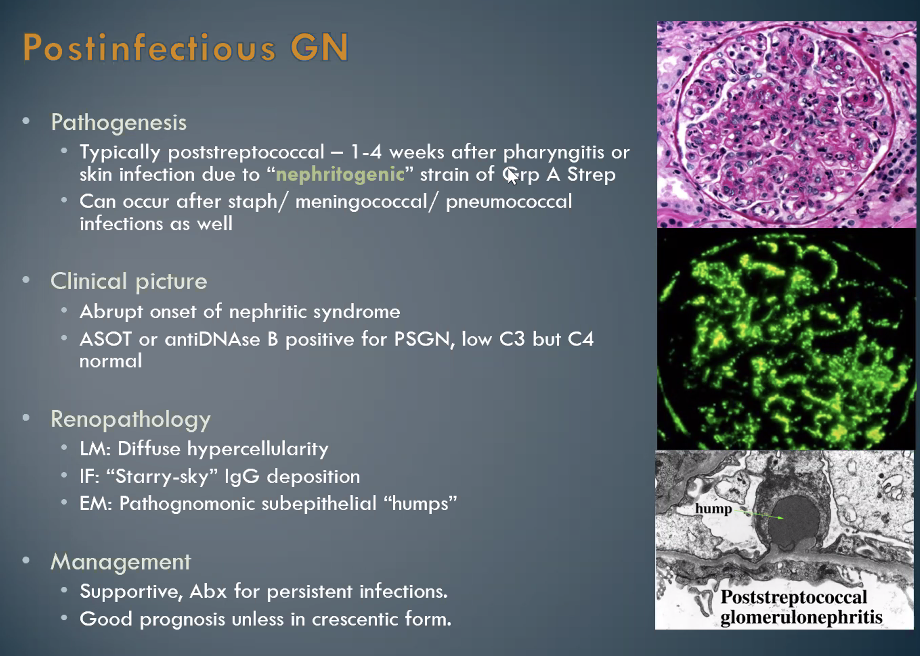 Postinfectious GN
• Pathogenesis
• Typically poststreptococcal – 1-4 weeks after pharyngitis or
skin infection due to “nephritogenic” strain of Grp A Strep
• Can occur after staph/ meningococcal/ pneumococcal
infections as well
• Clinical picture
• Abrupt onset of nephritic syndrome
• ASOT or antiDNAse B positive for PSGN, low C3 but C4
normal
• Renopathology
• LM: Diffuse hypercellularity
• IF: “Starry-sky” IgG deposition
• EM: Pathognomonic subepithelial “humps”
• Management
• Supportive, Abx for persistent infections.
• Good prognosis unless in crescentic form.
hump
Poststreptococcal
glomerulonephritis